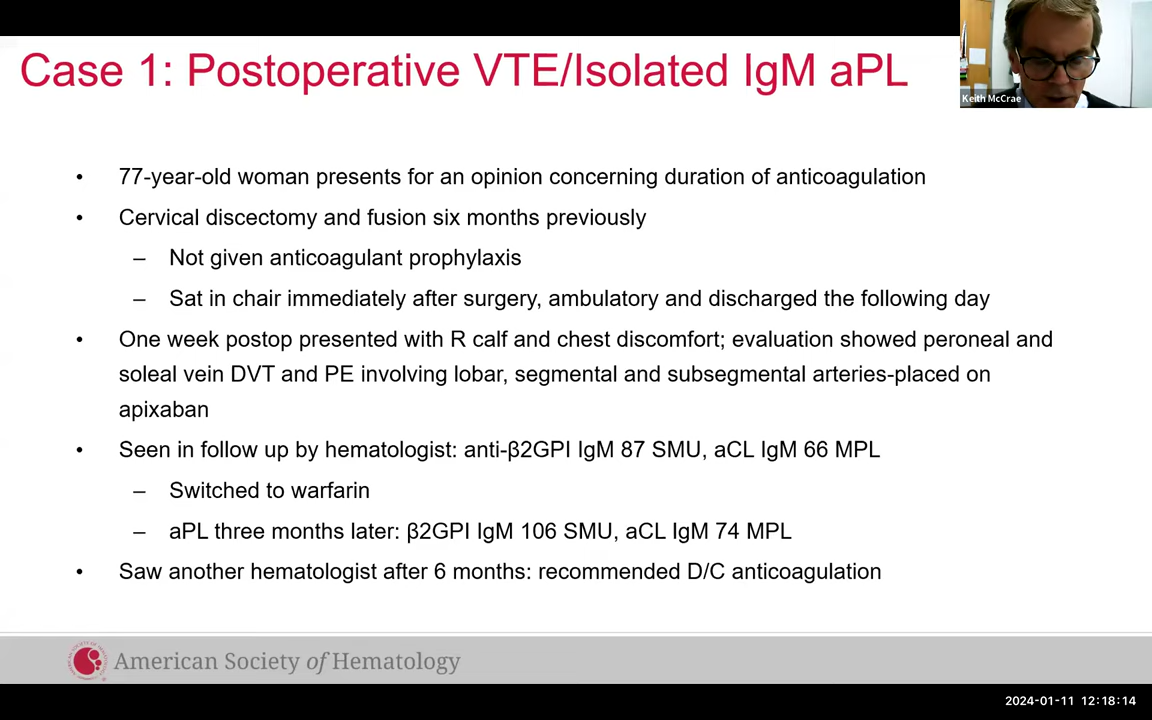 Case 1: Postoperative VTE/Isolated IgM aPL
Keith McCrae
• 77-year-old woman presents for an opinion concerning duration of anticoagulation
• Cervical discectomy and fusion six months previously
– Not given anticoagulant prophylaxis
– Sat in chair immediately after surgery, ambulatory and discharged the following day
• One week postop presented with R calf and chest discomfort; evaluation showed peroneal and
soleal vein DVT and PE involving lobar, segmental and subsegmental arteries-placed on
apixaban
• Seen in follow up by hematologist: anti-β2GPI IgM 87 SMU, aCL IgM 66 MPL
– Switched to warfarin
– aPL three months later: β2GPI IgM 106 SMU, aCL IgM 74 MPL
• Saw another hematologist after 6 months: recommended D/C anticoagulation
American Society of Hematology
2024-01-11 12:18:14